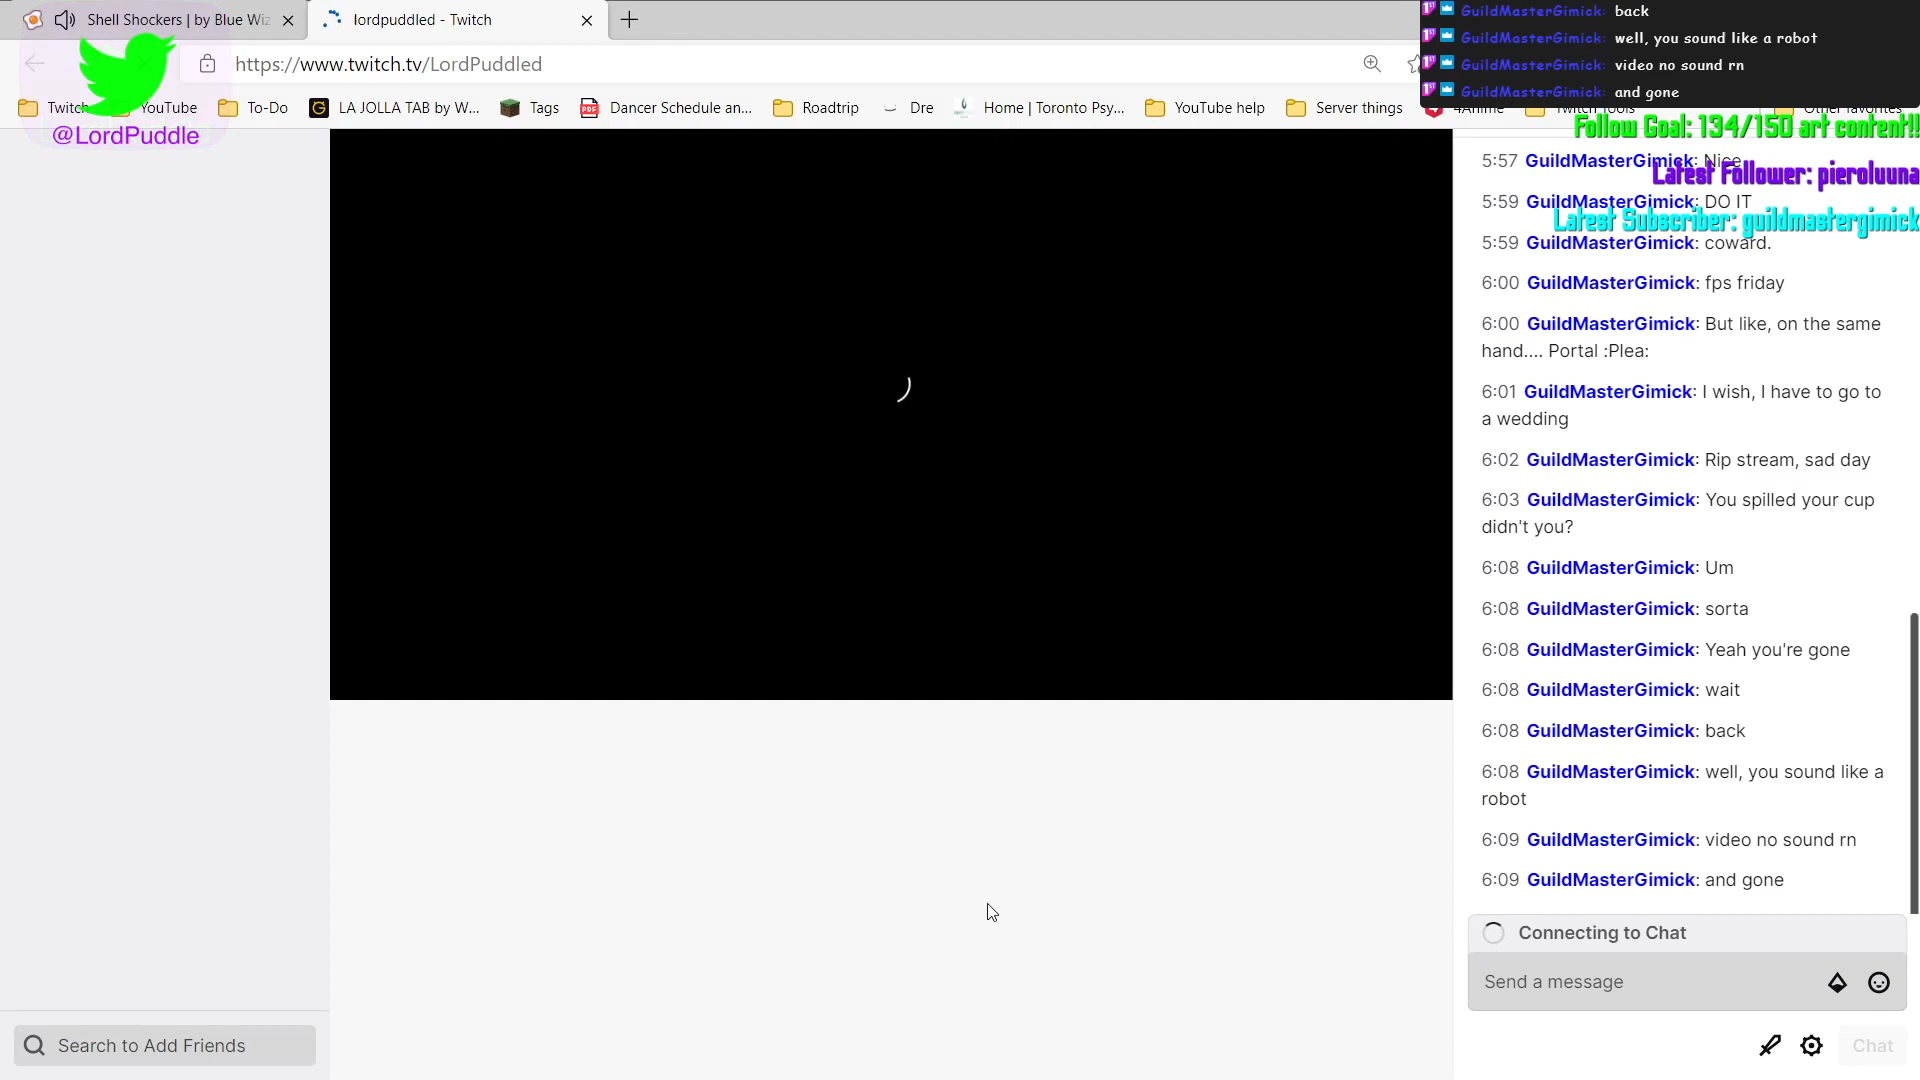 Shell Shockers | by Blue Wiz
lordpuddled - Twitch
https://www.twitch.tv/LordPuddled
Twitch
YouTube
To-Do
LA JOLLA TAB by W...
Tags
Dancer Schedule an...
Roadtrip
Dre
Home | Toronto Psy...
YouTube help
Server things
4Anime
Twitch Tools
Other favorites
@LordPuddle
GuildMasterGimick: back
GuildMasterGimick: well, you sound like a robot
GuildMasterGimick: video no sound rn
GuildMasterGimick: and gone
Follow Goal: 134/150 art content!!
Latest Follower: pieroluuna
Latest Subscriber: guildmastergimick
5:57 GuildMasterGimick: Nice
5:59 GuildMasterGimick: DO IT
5:59 GuildMasterGimick: coward.
6:00 GuildMasterGimick: fps friday
6:00 GuildMasterGimick: But like, on the same
hand.... Portal :Plea:
6:01 GuildMasterGimick: I wish, I have to go to
a wedding
6:02 GuildMasterGimick: Rip stream, sad day
6:03 GuildMasterGimick: You spilled your cup
didn't you?
6:08 GuildMasterGimick: Um
6:08 GuildMasterGimick: sorta
6:08 GuildMasterGimick: Yeah you're gone
6:08 GuildMasterGimick: wait
6:08 GuildMasterGimick: back
6:08 GuildMasterGimick: well, you sound like a
robot
6:09 GuildMasterGimick: video no sound rn
6:09 GuildMasterGimick: and gone
Connecting to Chat
Send a message
Search to Add Friends
Chat